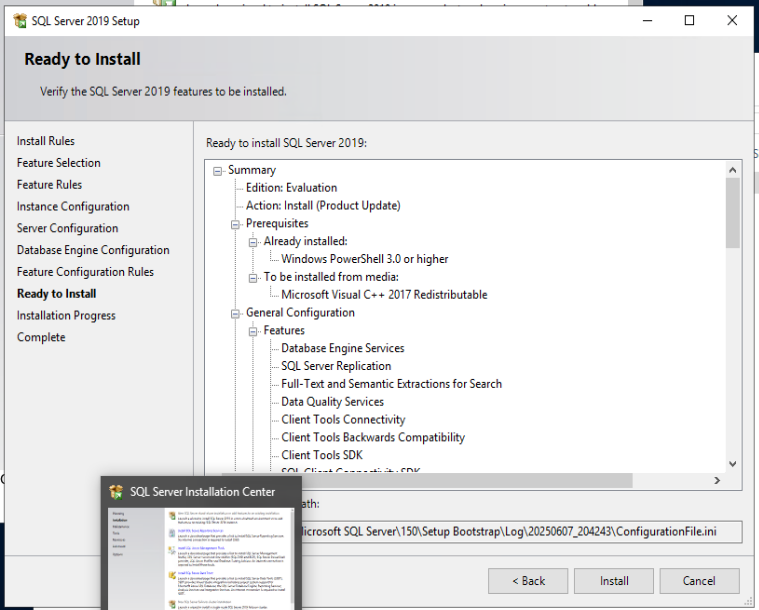 SQL Server 2019 Setup
Ready to Install
Verify the SQL Server 2019 features to be installed.
Install Rules
Feature Selection
Feature Rules
Instance Configuration
Server Configuration
Database Engine Configuration
Feature Configuration Rules
Ready to Install
Installation Progress
Complete
Ready to install SQL Server 2019:
Summary
Edition: Evaluation
Action: Install (Product Update)
Prerequisites
Already installed:
Windows PowerShell 3.0 or higher
To be installed from media:
Microsoft Visual C++ 2017 Redistributable
General Configuration
Features
Database Engine Services
SQL Server Replication
Full-Text and Semantic Extractions for Search
Data Quality Services
Client Tools Connectivity
Client Tools Backwards Compatibility
Client Tools SDK
SQL Client Connectivity SDK
SQL Server Installation Center
ath:
icrosoft SQL Server\150\Setup Bootstrap\Log\20250607_204243\ConfigurationFile.ini
< Back
Install
Cancel